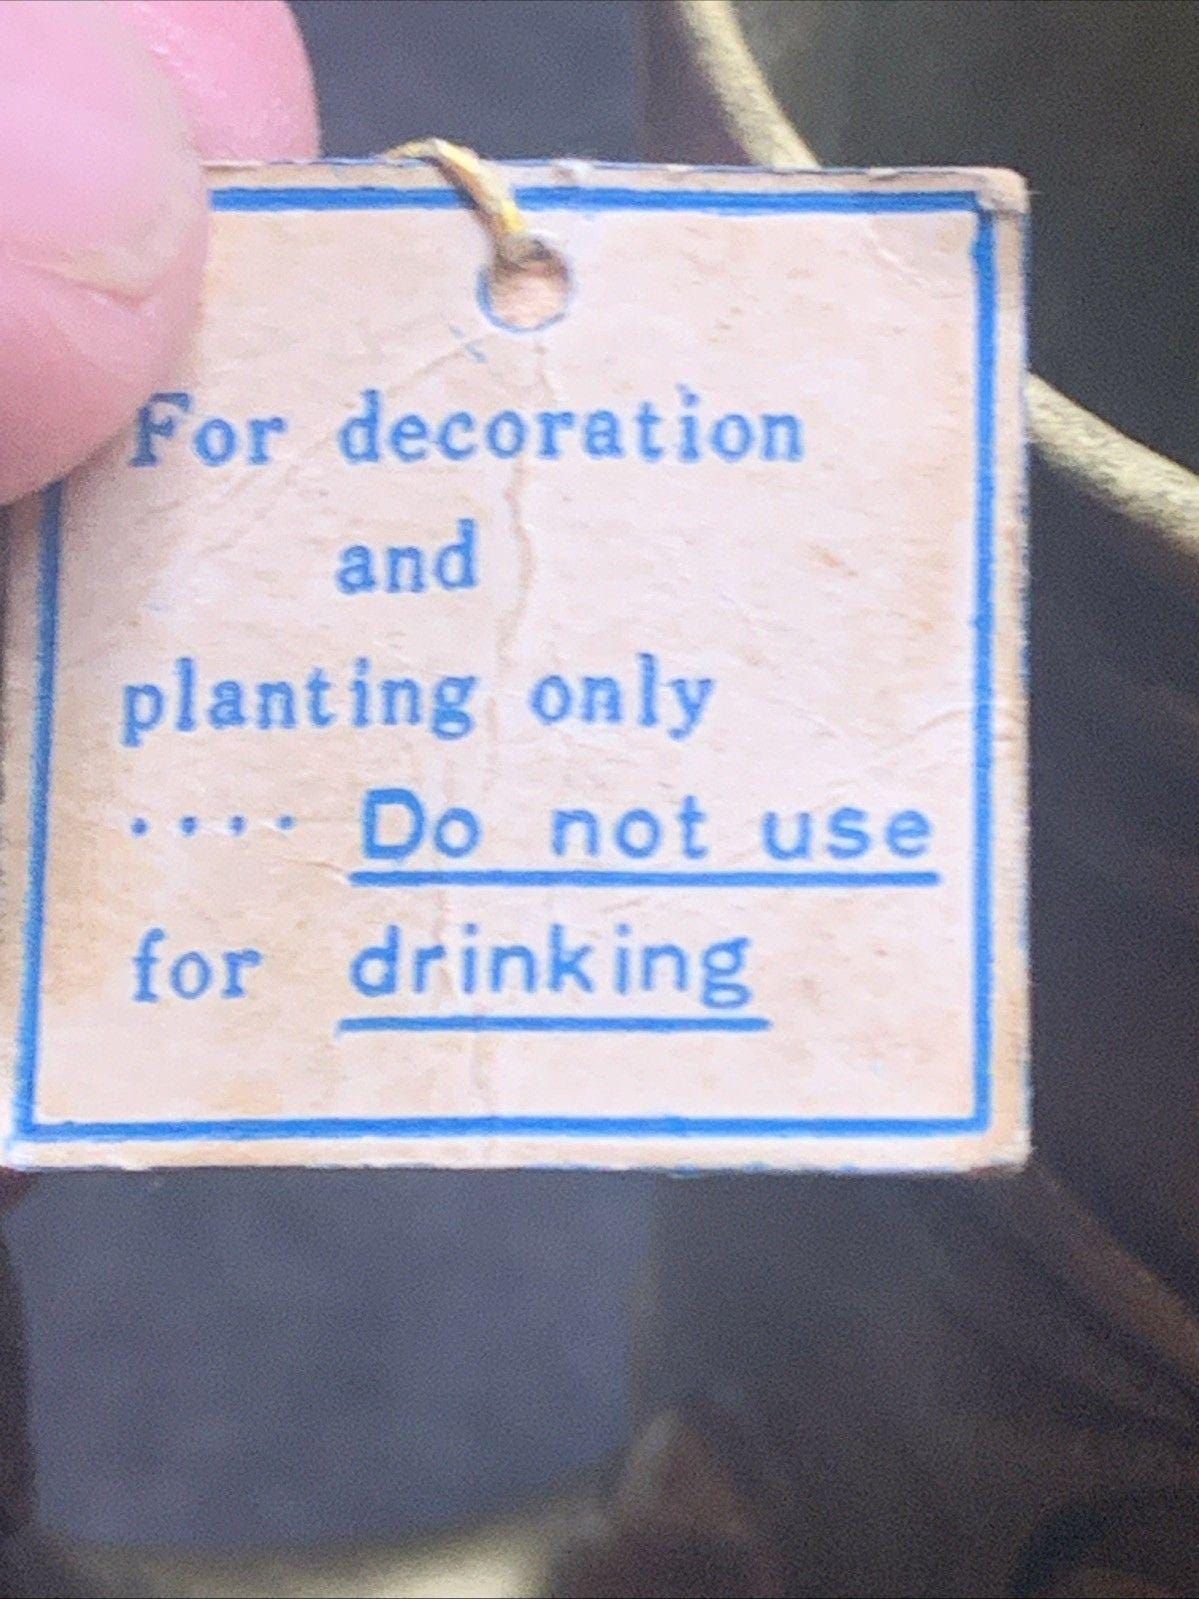 For decoration
and
planting only
.... Do not use
for drinking